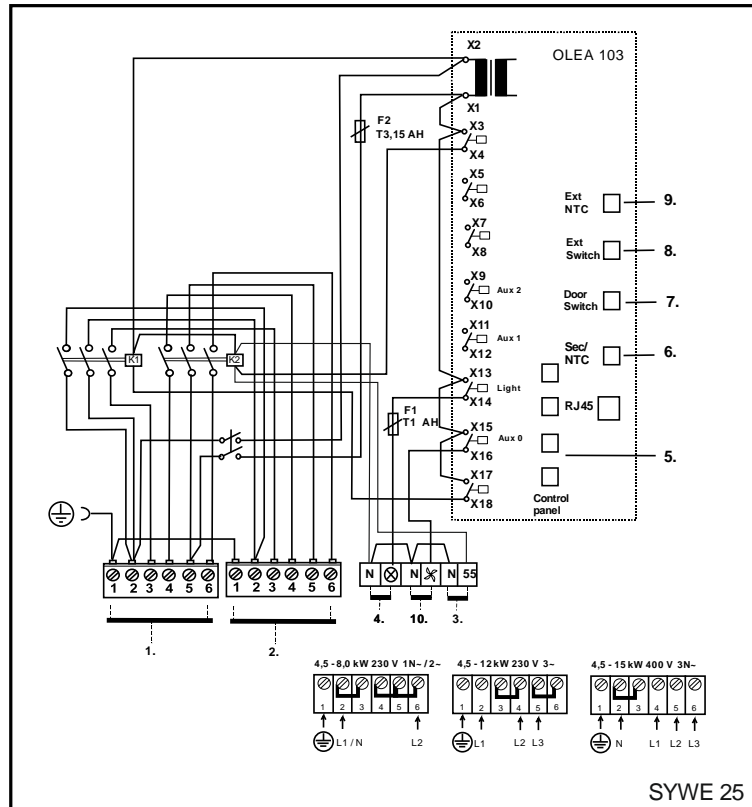 X2
OLEA 103
X1
F2
T3,15 AH
X3
X4
X5
X6
Ext
NTC
9.
X7
X8
Ext
Switch
8.
X9
Aux 2
X10
Door
Switch
7.
X11
Aux 1
X12
K1
K2
Sec/
NTC
6.
X13
Light
X14
RJ45
F1
T1 AH
X15
Aux 0
X16
5.
X17
X18
Control
panel
1 2 3 4 5 6
1 2 3 4 5 6
N N N 55
1.
2.
4.
10.
3.
4,5 - 8,0 kW 230 V 1N~ / 2~
1 2 3 4 5 6
L1 / N L2
4,5 - 12 kW 230 V 3~
1 2 3 4 5 6
L1 L2 L3
4,5 - 15 kW 400 V 3N~
1 2 3 4 5 6
N L1 L2 L3
SYWE 25